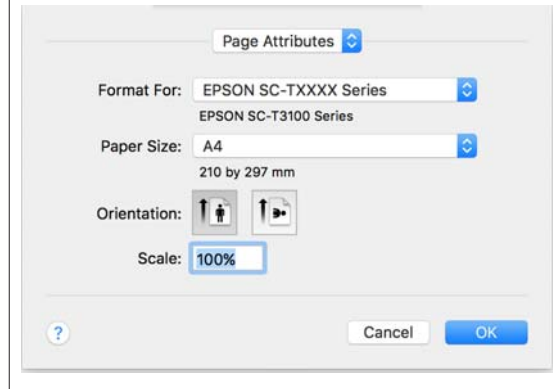 Page Attributes
Format For: EPSON SC-TXXXX Series
EPSON SC-T3100 Series
Paper Size: A4
210 by 297 mm
Orientation:
Scale: 100%
? Cancel OK